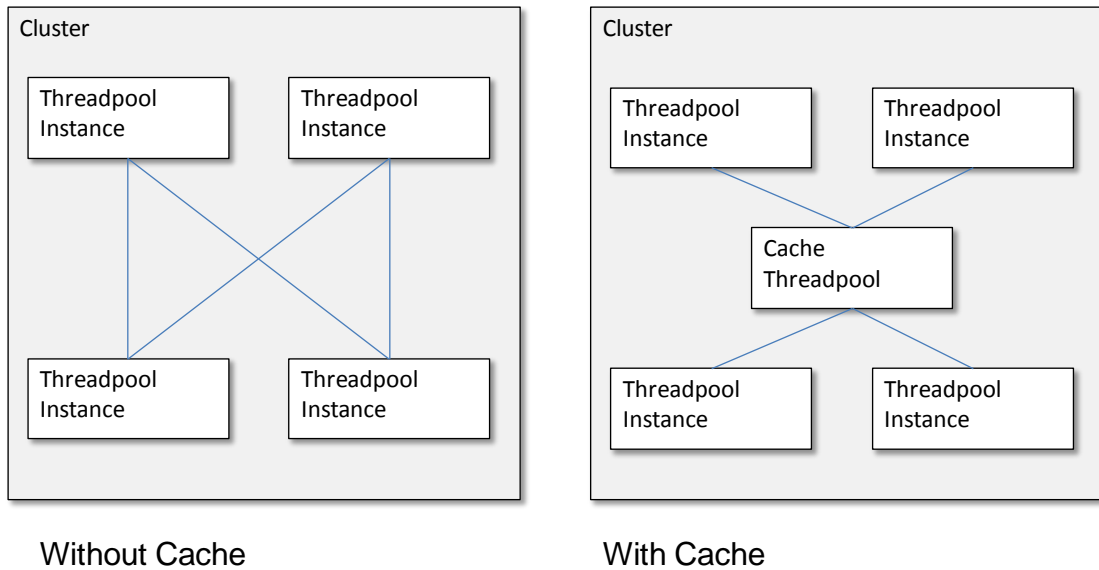 Cluster
Threadpool
Instance
Threadpool
Instance
Threadpool
Instance
Threadpool
Instance
Without Cache
Cluster
Threadpool
Instance
Threadpool
Instance
Cache
Threadpool
Threadpool
Instance
Threadpool
Instance
With Cache